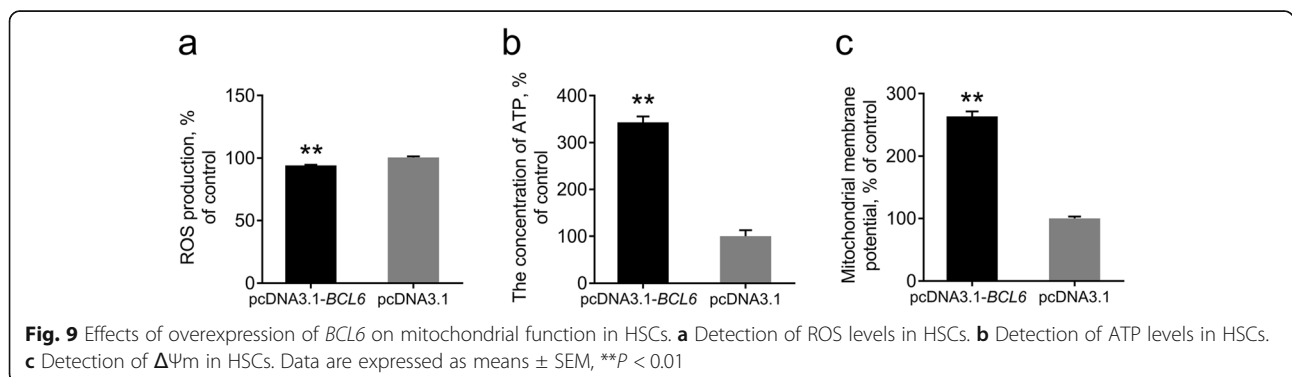 a
ROS production, %
of control
150
100
50
0
**
pcDNA3.1-BCL6 pcDNA3.1
b
The concentration of ATP, %
of control
400
300
200
100
0
**
pcDNA3.1-BCL6 pcDNA3.1
c
Mitochondrial membrane
potential, % of control
300
200
100
0
**
pcDNA3.1-BCL6 pcDNA3.1
Fig. 9 Effects of overexpression of BCL6 on mitochondrial function in HSCs. a Detection of ROS levels in HSCs. b Detection of ATP levels in HSCs.
c Detection of ΔΨm in HSCs. Data are expressed as means ± SEM, **P < 0.01